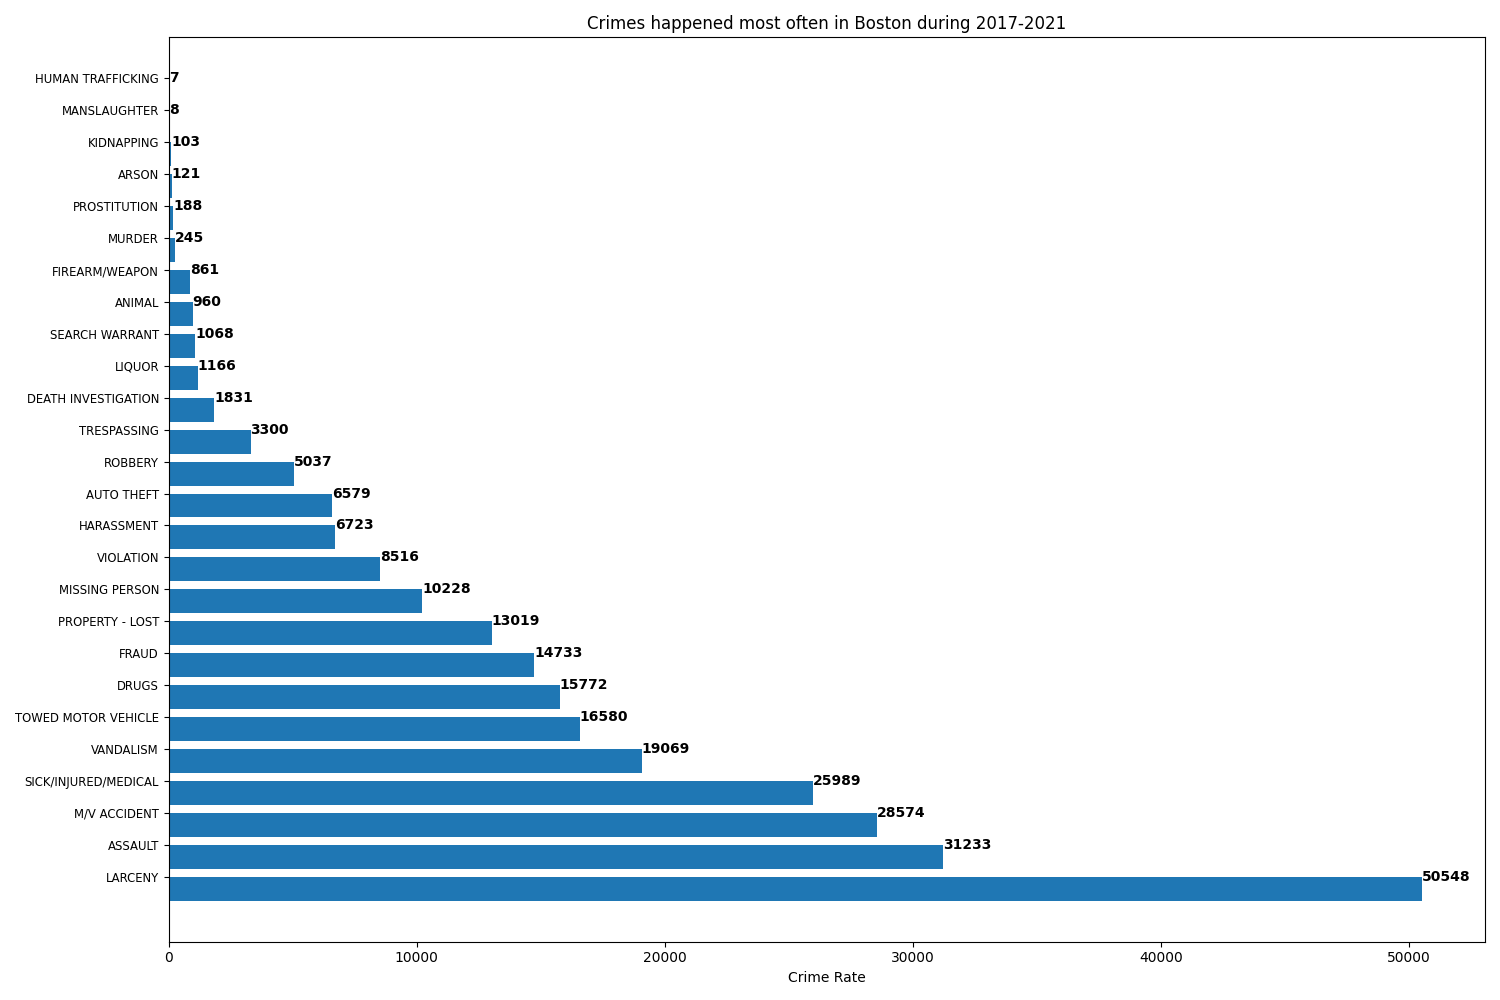 Crimes happened most often in Boston during 2017-2021
HUMAN TRAFFICKING 7
MANSLAUGHTER 8
KIDNAPPING 103
ARSON 121
PROSTITUTION 188
MURDER 245
FIREARM/WEAPON 861
ANIMAL 960
SEARCH WARRANT 1068
LIQUOR 1166
DEATH INVESTIGATION 1831
TRESPASSING 3300
ROBBERY 5037
AUTO THEFT 6579
HARASSMENT 6723
VIOLATION 8516
MISSING PERSON 10228
PROPERTY - LOST 13019
FRAUD 14733
DRUGS 15772
TOWED MOTOR VEHICLE 16580
VANDALISM 19069
SICK/INJURED/MEDICAL 25989
M/V ACCIDENT 28574
ASSAULT 31233
LARCENY 50548
0 10000 20000 30000 40000 50000
Crime Rate